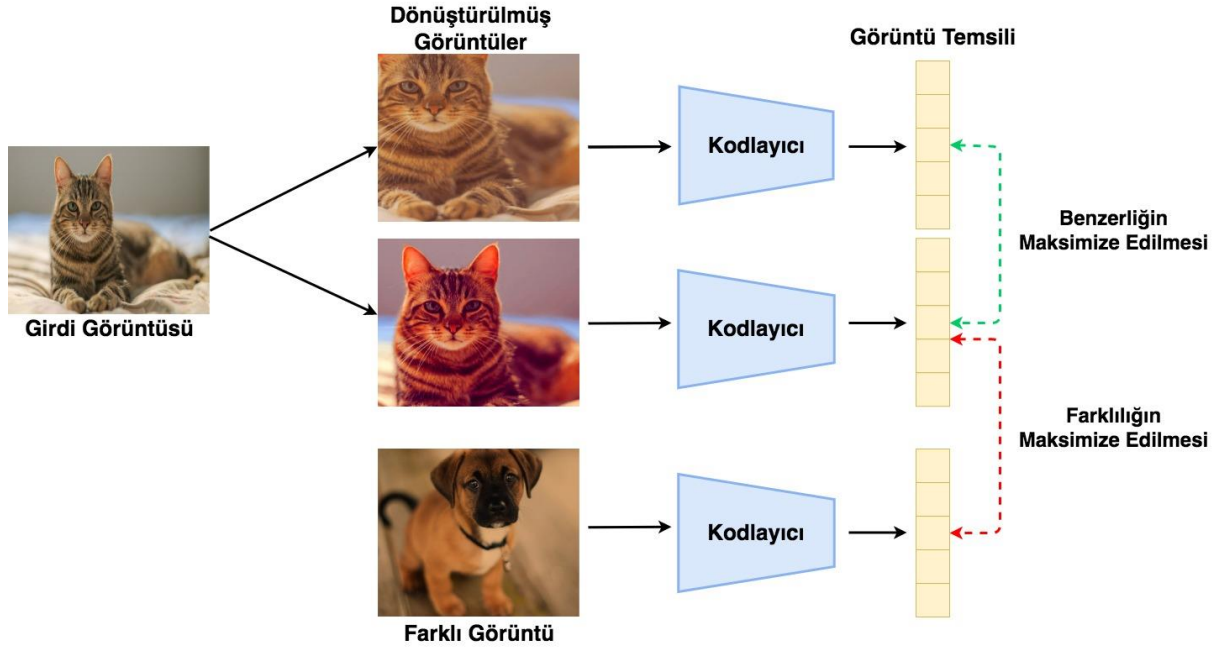 Dönüştürülmüş
Görüntüler
Görüntü Temsili
Kodlayıcı
Benzerliğin
Maksimize Edilmesi
Girdi Görüntüsü
Kodlayıcı
Farklılığın
Maksimize Edilmesi
Kodlayıcı
Farklı Görüntü